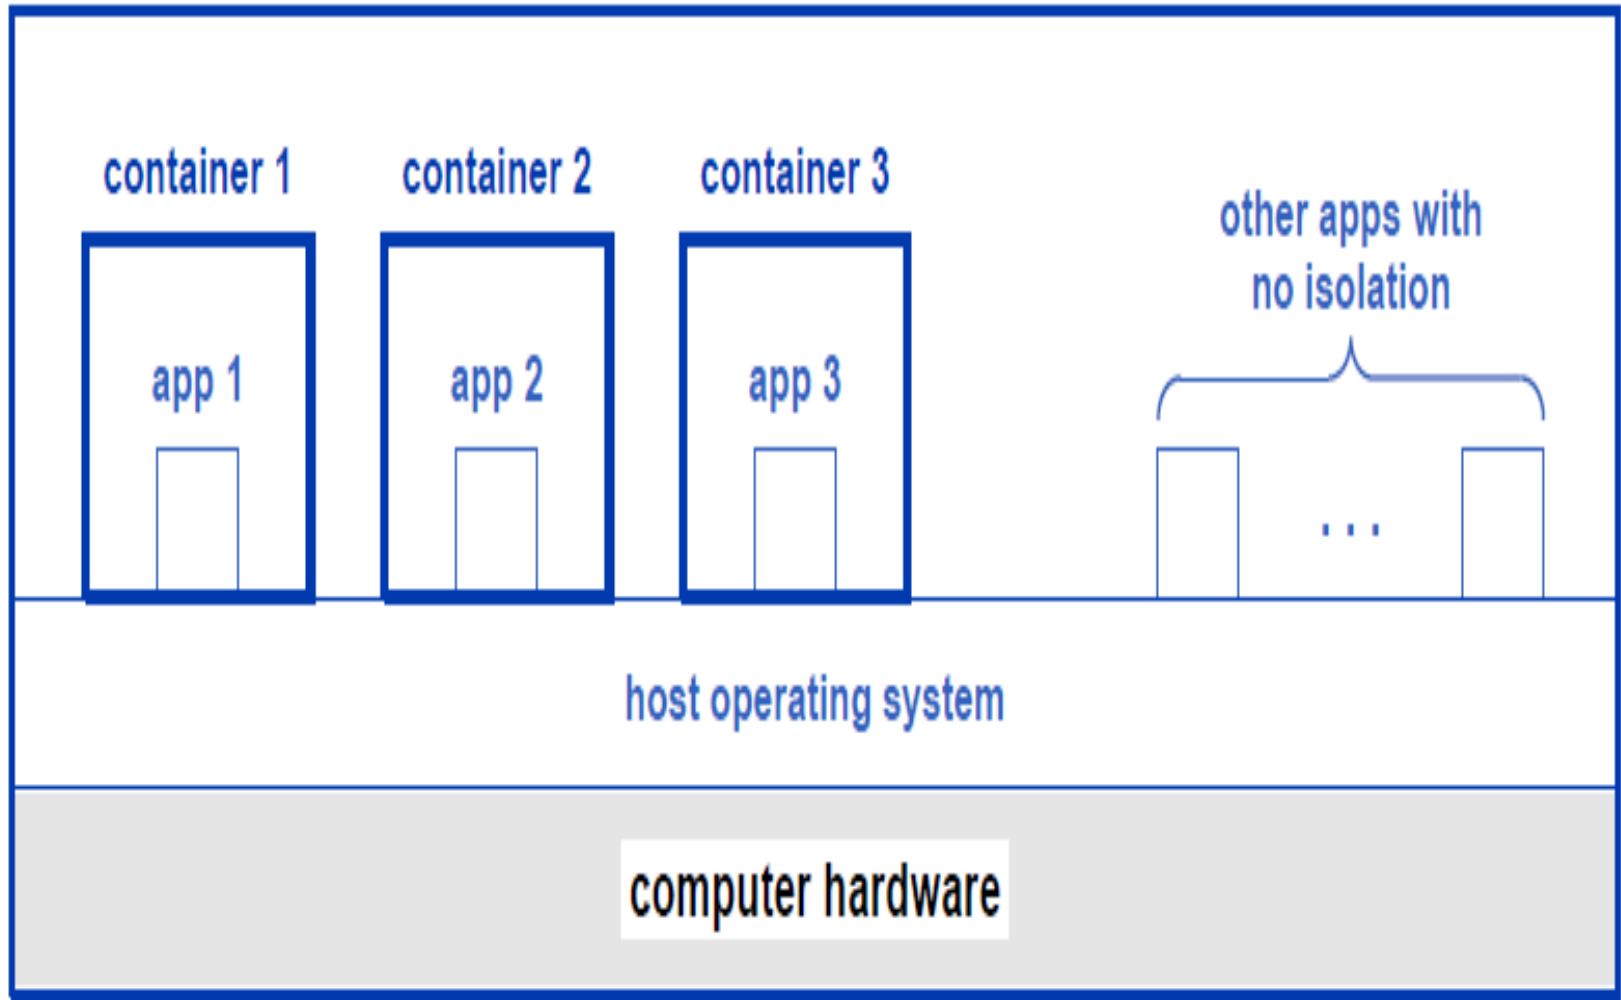 container 1
container 2
container 3
other apps with
no isolation
app 1
app 2
app 3
. . .
host operating system
computer hardware